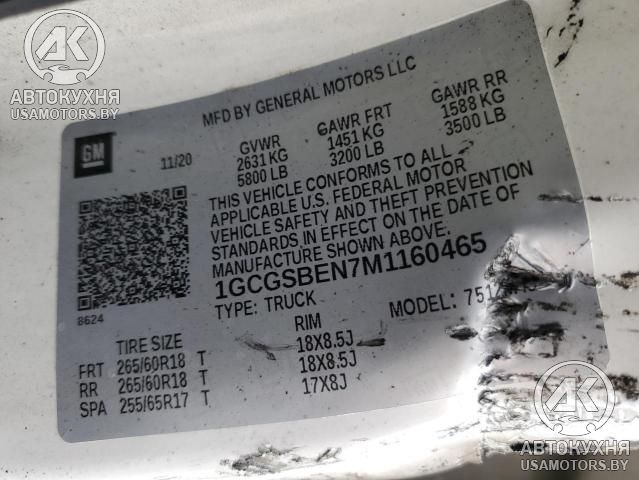 AK
АВТОКУХНЯ
USAMOTORS.BY
MFD BY GENERAL MOTORS LLC
GM
11/20
GVWR GAWR FRT GAWR RR
2631 KG 1451 KG 1588 KG
5800 LB 3200 LB 3500 LB
THIS VEHICLE CONFORMS TO ALL
APPLICABLE U.S. FEDERAL MOTOR
VEHICLE SAFETY AND THEFT PREVENTION
STANDARDS IN EFFECT ON THE DATE OF
MANUFACTURE SHOWN ABOVE.
1GCGSBEN7M1160465
TYPE: TRUCK MODEL:
8624
TIRE SIZE RIM
FRT 265/60R18 T 18X8.5J
RR 265/60R18 T 18X8.5J
SPA 255/65R17 T 17X8J
AK
АВТОКУХНЯ
USAMOTORS.BY